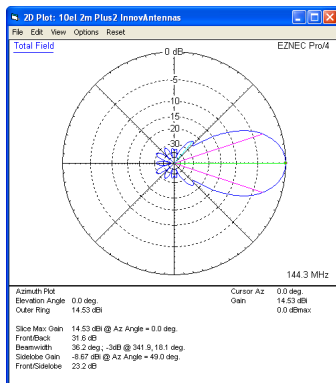 2D Plot: 10el 2m Plus2 InnovAntennas
File Edit View Options Reset
Total Field
EZNEC Pro/4
0 dB
-5
-10
-15
-20
-30
144.3 MHz
Azimuth Plot
Cursor Az 0.0 deg.
Elevation Angle 0.0 deg.
Gain 14.53 dBi
Outer Ring 14.53 dBi
0.0 dBmax
Slice Max Gain 14.53 dBi @ Az Angle = 0.0 deg.
Front/Back 31.6 dB
Beamwidth 36.2 deg.; -3dB @ 341.9, 18.1 deg.
Sidelobe Gain -8.67 dBi @ Az Angle = 49.0 deg.
Front/Sidelobe 23.2 dB